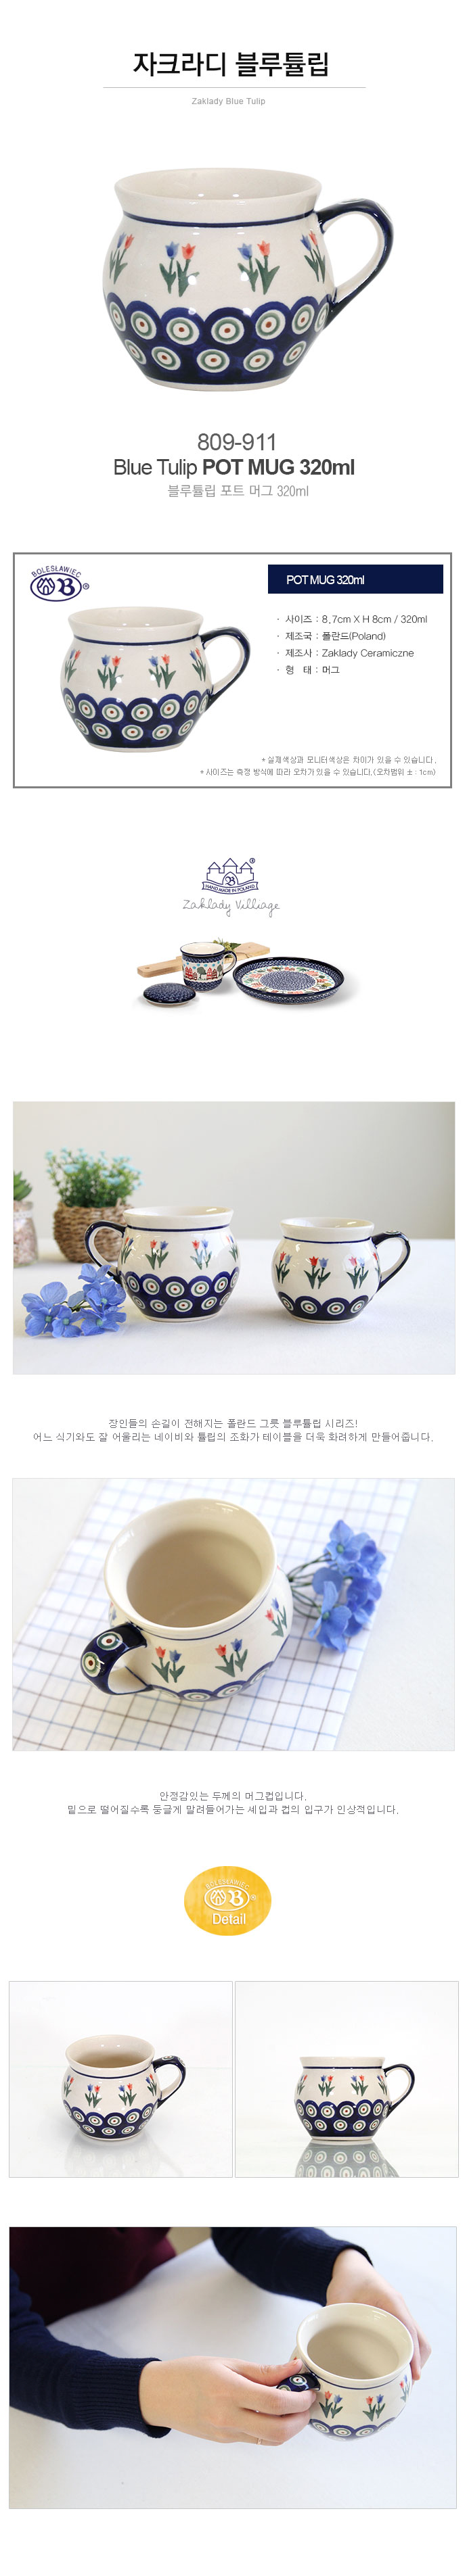 자크라디 블루튤립
Zaklady Blue Tulip
809-911
Blue Tulip POT MUG 320ml
블루튤립 포트 머그 320ml
BOLESŁAWIEC
B®
POT MUG 320ml
· 사이즈 : 8.7cm X H 8cm / 320ml
· 제조국 : 폴란드(Poland)
· 제조사 : Zaklady Ceramiczne
· 형 태 : 머그
* 실제색상과 모니터색상은 차이가 있을 수 있습니다.
* 사이즈는 측정 방식에 따라 오차가 있을 수 있습니다.(오차범위 ± : 1cm)
HAND MADE IN POLAND
Zaklady Villiage
장인들의 손길이 전해지는 폴란드 그릇 블루튤립 시리즈!
어느 식기와도 잘 어울리는 네이비와 튤립의 조화가 테이블을 더욱 화려하게 만들어줍니다.
안정감있는 두께의 머그컵입니다.
밑으로 떨어질수록 둥글게 말려들어가는 셰입과 컵의 입구가 인상적입니다.
BOLESŁAWIEC
B®
Detail